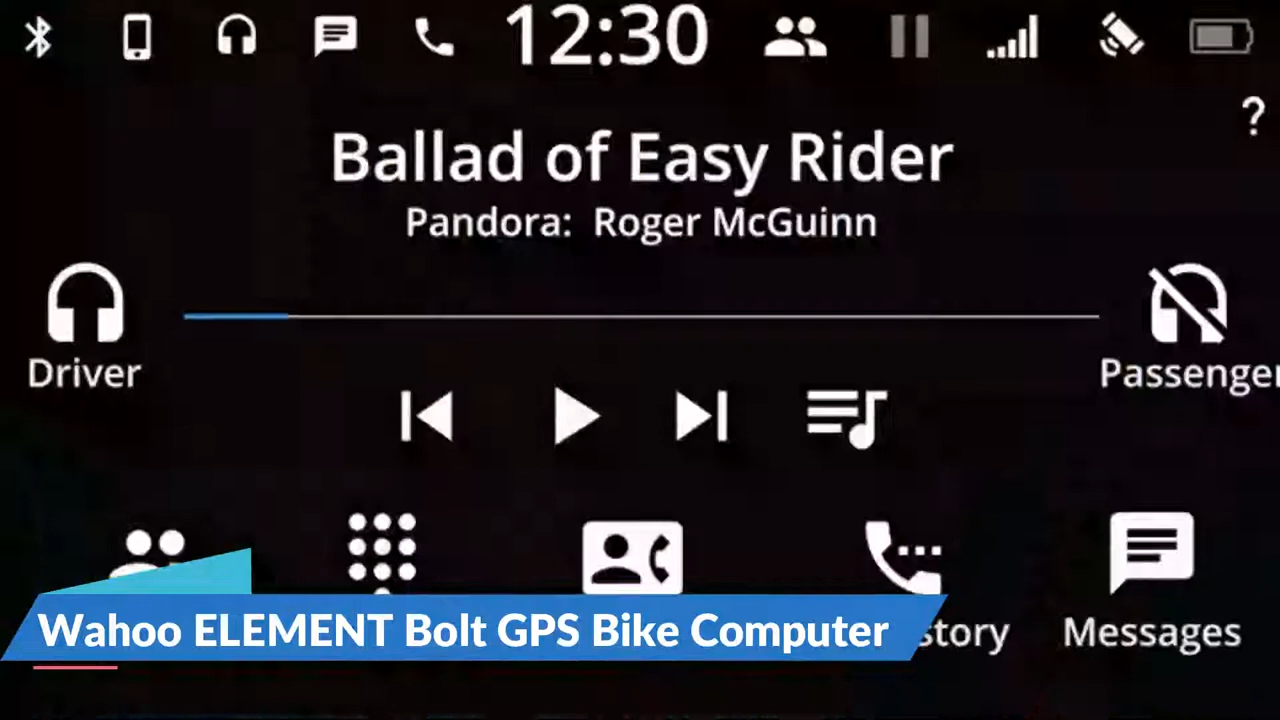 12:30
?
Ballad of Easy Rider
Pandora: Roger McGuinn
Driver
Passenger
Wahoo ELEMENT Bolt GPS Bike Computer
story
Messages